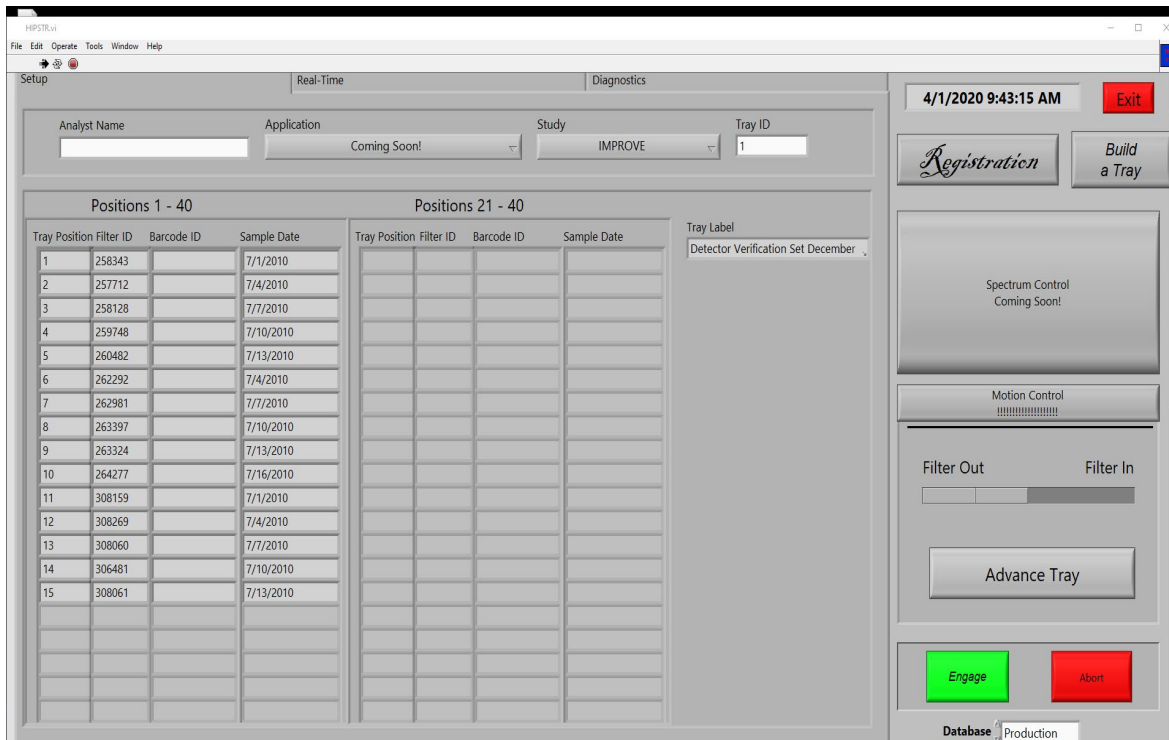 HIPSTR.vi
File Edit Operate Tools Window Help
Setup Real-Time Diagnostics
4/1/2020 9:43:15 AM Exit
Analyst Name Application Study Tray ID
Coming Soon! IMPROVE 1
Registration Build a Tray
Positions 1 - 40 Positions 21 - 40
Tray Position Filter ID Barcode ID Sample Date Tray Position Filter ID Barcode ID Sample Date
Tray Label
Detector Verification Set December
1 258343 7/1/2010
2 257712 7/4/2010
3 258128 7/7/2010
4 259748 7/10/2010
5 260482 7/13/2010
6 262292 7/4/2010
7 262981 7/7/2010
8 263397 7/10/2010
9 263324 7/13/2010
10 264277 7/16/2010
11 308159 7/1/2010
12 308269 7/4/2010
13 308060 7/7/2010
14 306481 7/10/2010
15 308061 7/13/2010
Spectrum Control
Coming Soon!
Motion Control
!!!!!!!!!!!!!!!!!!!!
Filter Out Filter In
Advance Tray
Engage Abort
Database Production